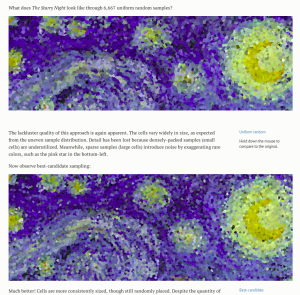 What does The Starry Night look like through 6,667 uniform random samples?
The lackluster quality of this approach is again apparent. The cells vary widely in size, as expected
from the uneven sample distribution. Detail has been lost because densely-packed samples (small
cells) are underutilized. Meanwhile, sparse samples (large cells) introduce noise by exaggerating rare
colors, such as the pink star in the bottom-left.
Uniform random
Hold down the mouse to
compare to the original.
Now observe best-candidate sampling:
Much better! Cells are more consistently sized, though still randomly placed. Despite the quantity of
Best-candidate